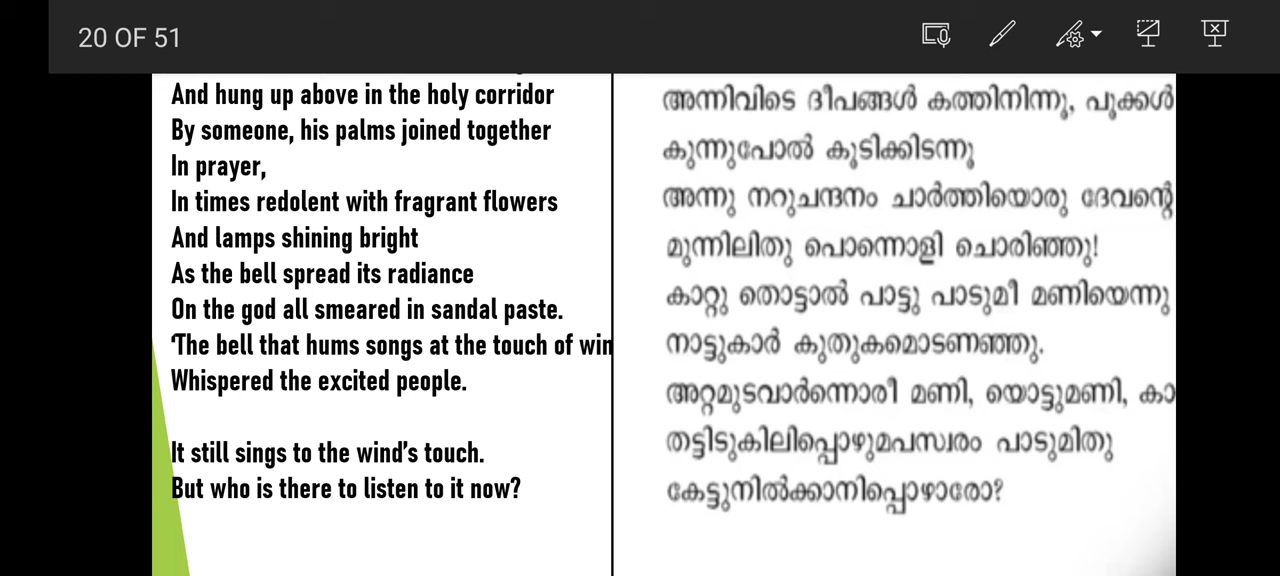 20 OF 51
And hung up above in the holy corridor
By someone, his palms joined together
In prayer,
In times redolent with fragrant flowers
And lamps shining bright
As the bell spread its radiance
On the god all smeared in sandal paste.
'The bell that hums songs at the touch of win
Whispered the excited people.
It still sings to the wind's touch.
But who is there to listen to it now?
അന്നിവിടെ ദീപങ്ങൾ കത്തിനിന്നൂ, പൂക്കൾ
കുന്നുപോൽ കൂടിക്കിടന്നൂ
അന്നു നറുചന്ദനം ചാർത്തിയൊരു ദേവന്റെ
മുന്നിലിതു പൊന്നൊളി ചൊരിഞ്ഞു!
കാറ്റു തൊട്ടാൽ പാട്ടു പാടുമീ മണിയെന്നു
നാട്ടുകാർ കുതുകമൊടണഞ്ഞു.
അറ്റമുടവാർന്നൊരീ മണി, യൊട്ടുമണി, കാ
തട്ടിടുകിലിപ്പൊഴുമപസ്വരം പാടുമിതു
കേട്ടുനിൽക്കാനിപ്പൊഴാരോ?